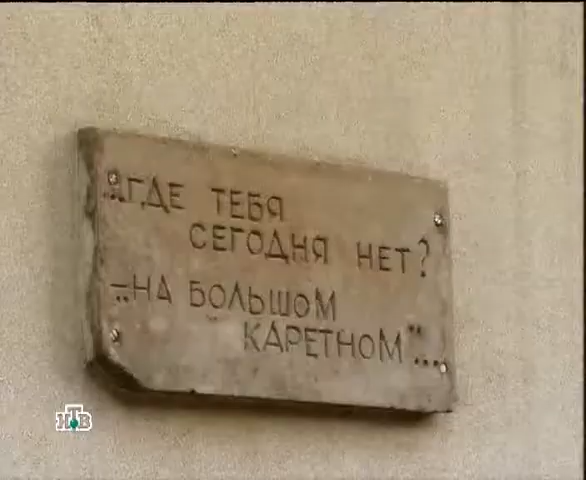 „...ГДЕ ТЕБЯ
СЕГОДНЯ НЕТ?
–...НА БОЛЬШОМ
КАРЕТНОМ"...
НТВ